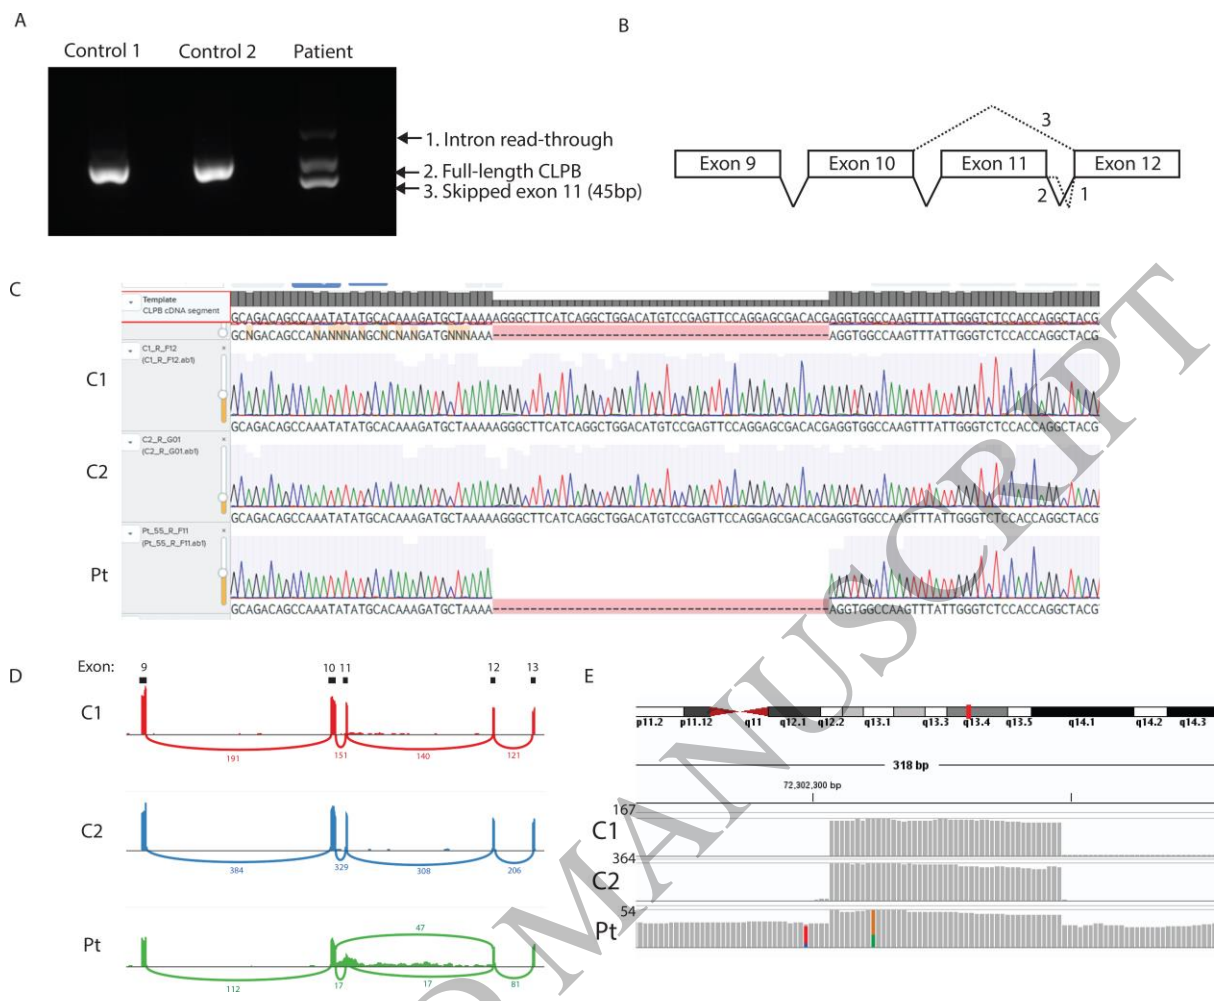 A
Control 1 Control 2 Patient
1. Intron read-through
2. Full-length CLPB
3. Skipped exon 11 (45bp)
B
3
Exon 9 Exon 10 Exon 11 Exon 12
2 1
C
Template
CLPB cDNA segment
GCAGACAGCCAAATATATGCACAAAGATGCTAAAAAGGGCTTCATCAGGCTGGACATGTCCGAGTTCCAGGAGCGACACGAGGTGGCCAAGTTTATTGGGTCTCCACCAGGCTACG
GCNGACAGCCANANNNANGCNCNANGATGNNNAAA--------------------------------------------AGGTGGCCAAGTTTATTGGGTCTCCACCAGGCTACG
C1_R_F12
(C1_R_F12.ab1)
C1
GCAGACAGCCAAATATATGCACAAAGATGCTAAAAAGGGCTTCATCAGGCTGGACATGTCCGAGTTCCAGGAGCGACACGAGGTGGCCAAGTTTATTGGGTCTCCACCAGGCTACG
C2_R_G01
(C2_R_G01.ab1)
C2
GCAGACAGCCAAATATATGCACAAAGATGCTAAAAAGGGCTTCATCAGGCTGGACATGTCCGAGTTCCAGGAGCGACACGAGGTGGCCAAGTTTATTGGGTCTCCACCAGGCTACG
Pt_55_R_F11
(Pt_55_R_F11.ab1)
Pt
GCAGACAGCCAAATATATGCACAAAGATGCTAAAA---------------------------------------------AGGTGGCCAAGTTTATTGGGTCTCCACCAGGCTACG
D
Exon: 9 10 11 12 13
C1
191 151 140 121
C2
384 329 308 206
Pt
47
112 17 17 81
E
p11.2 p11.12 q11 q12.1 q12.2 q13.1 q13.3 q13.4 q13.5 q14.1 q14.2 q14.3
318 bp
72,302,300 bp
167
C1
364
C2
54
Pt
MANUSCRIPT